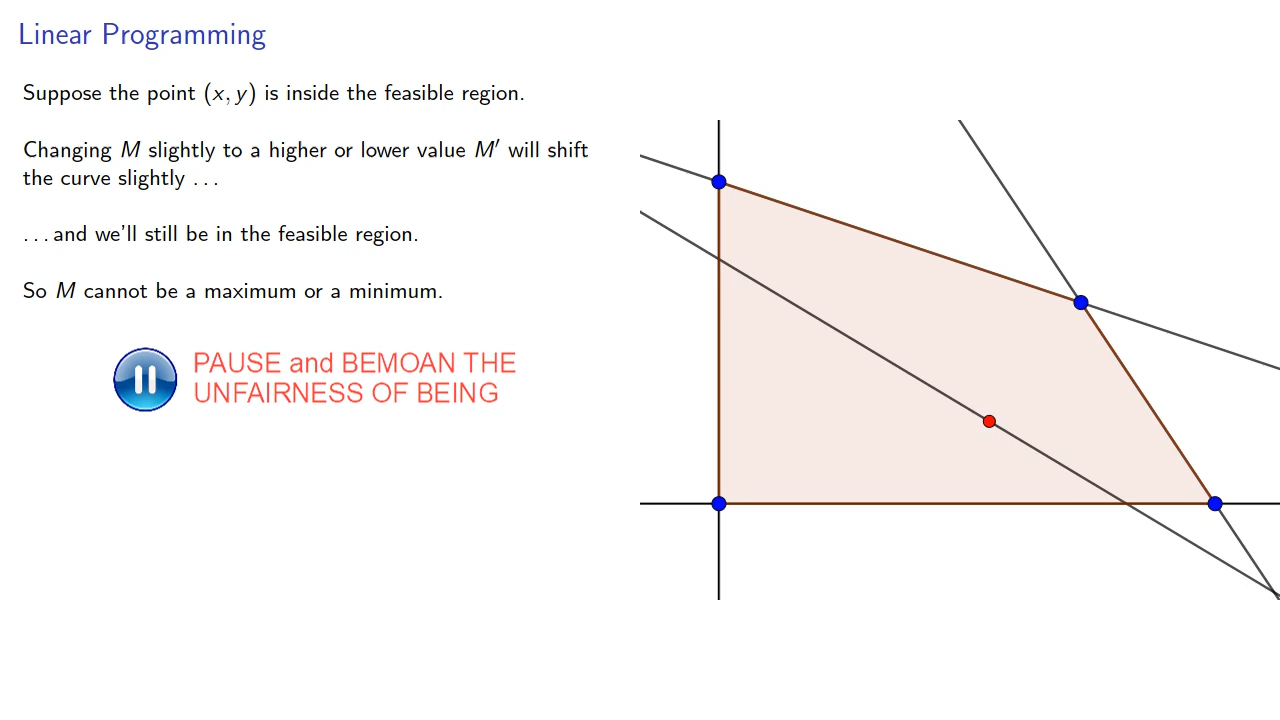 Linear Programming
Suppose the point (x, y) is inside the feasible region.
Changing M slightly to a higher or lower value M′ will shift
the curve slightly . . .
. . . and we'll still be in the feasible region.
So M cannot be a maximum or a minimum.
PAUSE and BEMOAN THE
UNFAIRNESS OF BEING